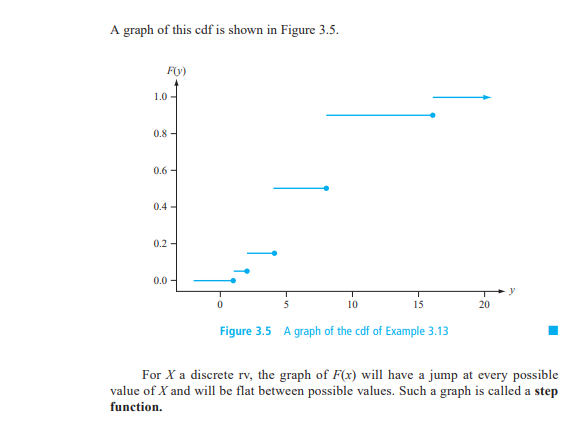 A graph of this cdf is shown in Figure 3.5.
F(y)
1.0
0.8
0.6
0.4
0.2
0.0
0 5 10 15 20 y
Figure 3.5 A graph of the cdf of Example 3.13
For X a discrete rv, the graph of F(x) will have a jump at every possible
value of X and will be flat between possible values. Such a graph is called a step
function.